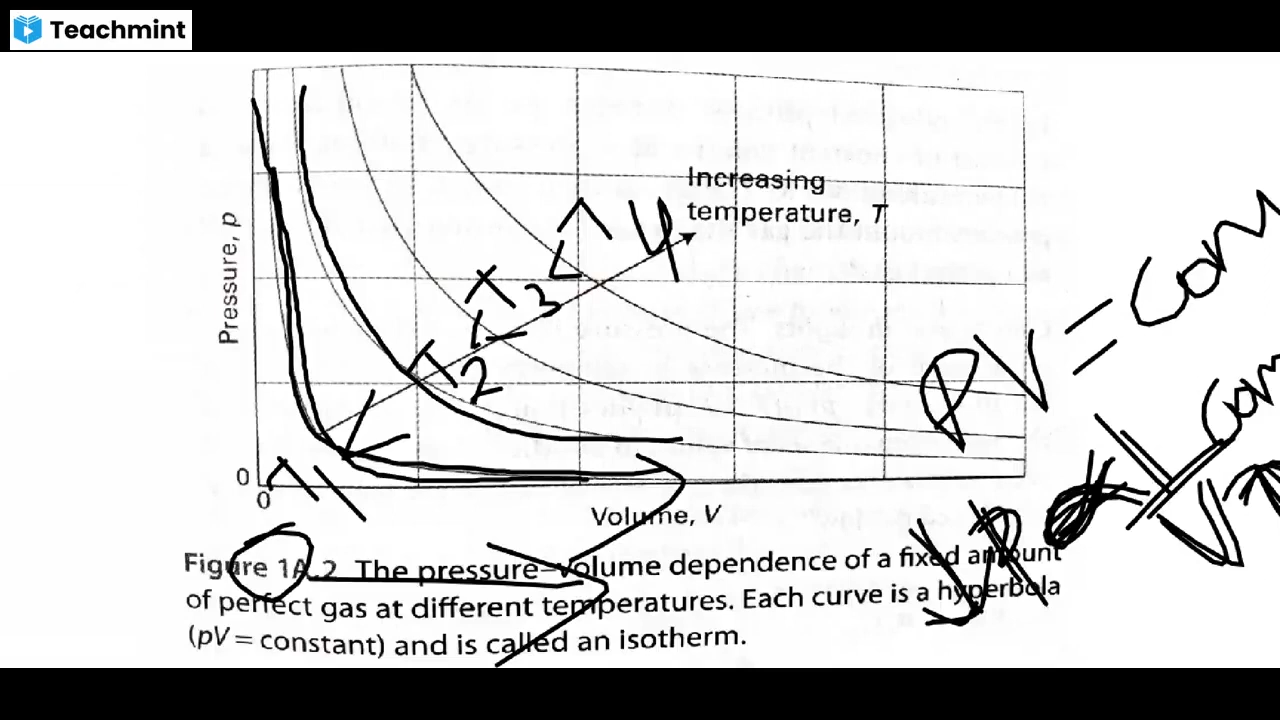 Teachmint
Increasing
temperature, T
Pressure, p
T4
T3
T2
T1
PV = Con
Con
0
0
Volume, V
Figure 1A.2 The pressure–volume dependence of a fixed amount
of perfect gas at different temperatures. Each curve is a hyperbola
(pV = constant) and is called an isotherm.